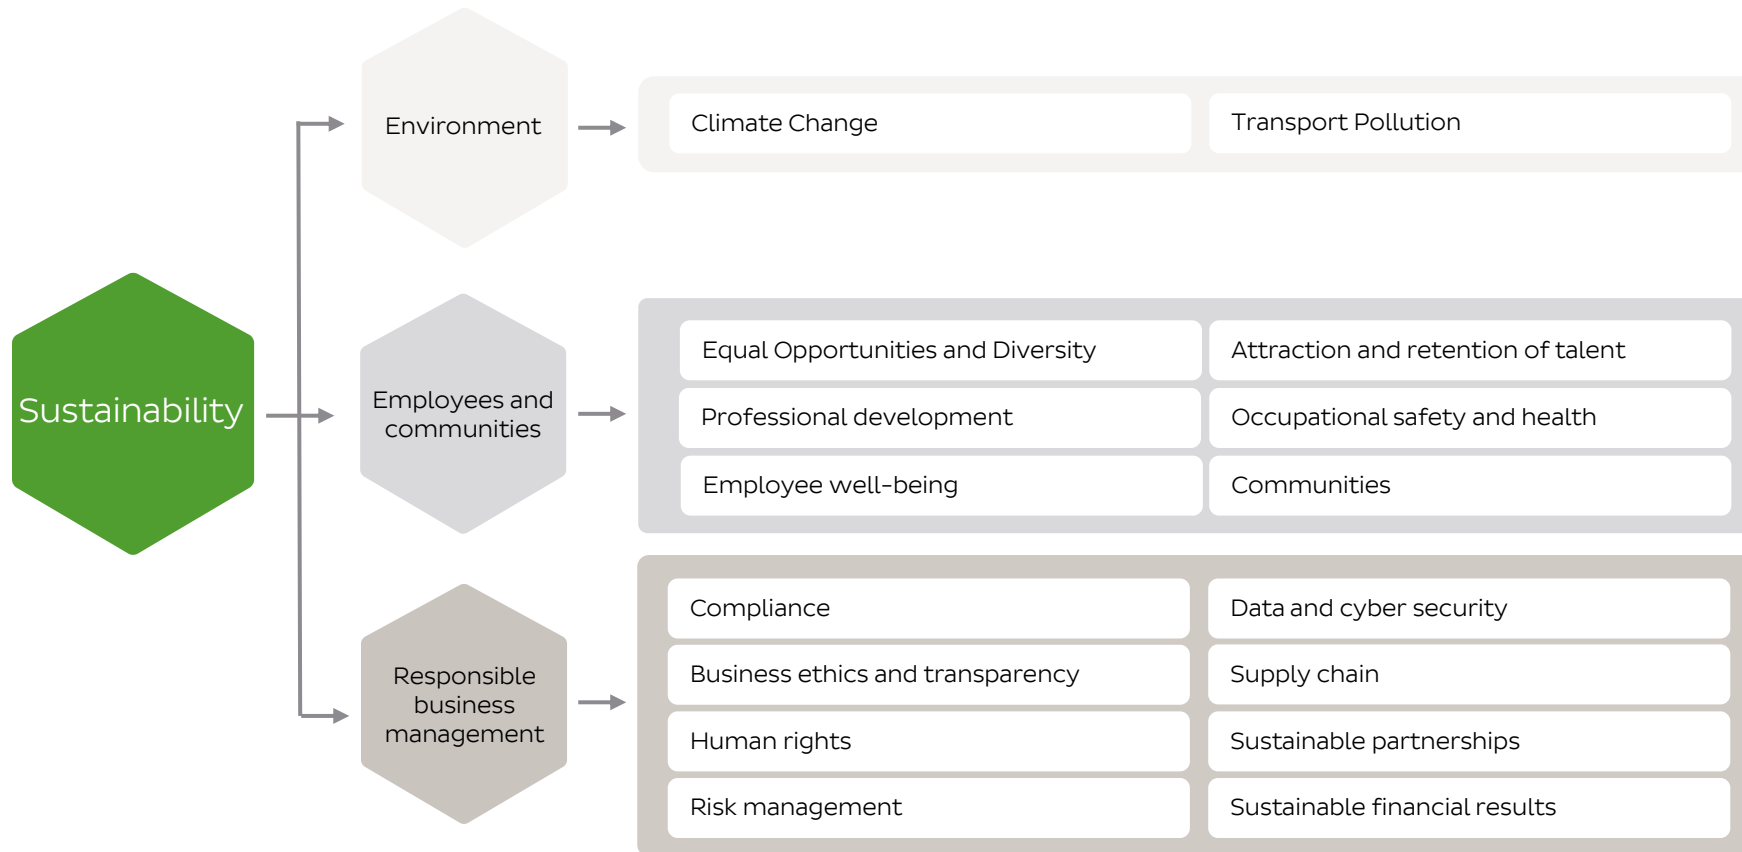 Sustainability
Environment
Climate Change
Transport Pollution
Employees and
communities
Equal Opportunities and Diversity
Attraction and retention of talent
Professional development
Occupational safety and health
Employee well-being
Communities
Responsible
business
management
Compliance
Data and cyber security
Business ethics and transparency
Supply chain
Human rights
Sustainable partnerships
Risk management
Sustainable financial results